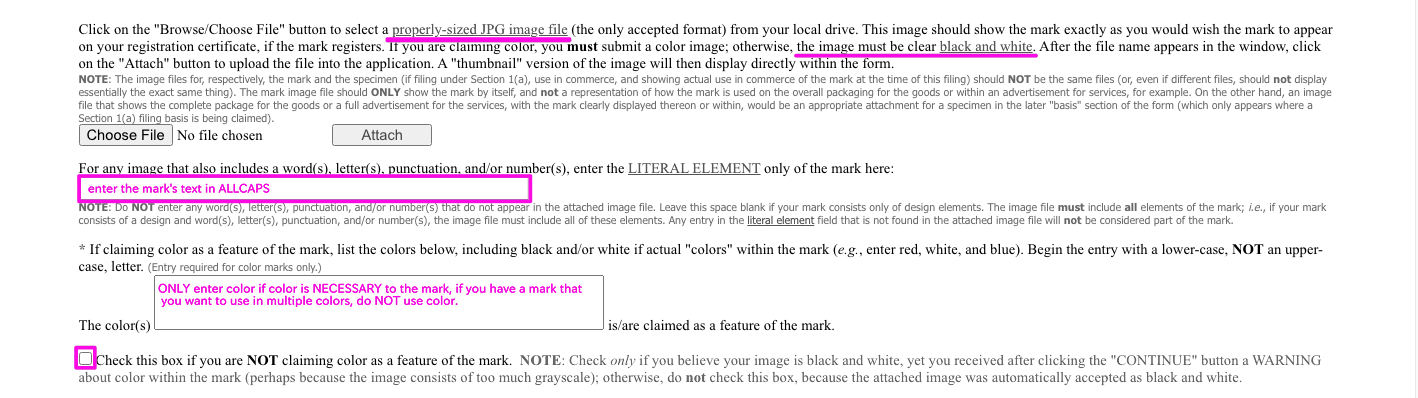 Click on the "Browse/Choose File" button to select a properly-sized JPG image file (the only accepted format) from your local drive. This image should show the mark exactly as you would wish the mark to appear
on your registration certificate, if the mark registers. If you are claiming color, you must submit a color image; otherwise, the image must be clear black and white. After the file name appears in the window, click
on the "Attach" button to upload the file into the application. A "thumbnail" version of the image will then display directly within the form.
NOTE: The image files for, respectively, the mark and the specimen (if filing under Section 1(a), use in commerce, and showing actual use in commerce of the mark at the time of this filing) should NOT be the same files (or, even if different files, should not display
essentially the exact same thing). The mark image file should ONLY show the mark by itself, and not a representation of how the mark is used on the overall packaging for the goods or within an advertisement for services, for example. On the other hand, an image
file that shows the complete package for the goods or a full advertisement for the services, with the mark clearly displayed thereon or within, would be an appropriate attachment for a specimen in the later "basis" section of the form (which only appears where a
Section 1(a) filing basis is being claimed).
Choose File No file chosen Attach
For any image that also includes a word(s), letter(s), punctuation, and/or number(s), enter the LITERAL ELEMENT only of the mark here:
enter the mark's text in ALLCAPS
NOTE: Do NOT enter any word(s), letter(s), punctuation, and/or number(s) that do not appear in the attached image file. Leave this space blank if your mark consists only of design elements. The image file must include all elements of the mark; i.e., if your mark
consists of a design and word(s), letter(s), punctuation, and/or number(s), the image file must include all of these elements. Any entry in the literal element field that is not found in the attached image file will not be considered part of the mark.
* If claiming color as a feature of the mark, list the colors below, including black and/or white if actual "colors" within the mark (e.g., enter red, white, and blue). Begin the entry with a lower-case, NOT an upper-
case, letter. (Entry required for color marks only.)
ONLY enter color if color is NECESSARY to the mark, if you have a mark that
you want to use in multiple colors, do NOT use color.
The color(s) is/are claimed as a feature of the mark.
Check this box if you are NOT claiming color as a feature of the mark. NOTE: Check only if you believe your image is black and white, yet you received after clicking the "CONTINUE" button a WARNING
about color within the mark (perhaps because the image consists of too much grayscale); otherwise, do not check this box, because the attached image was automatically accepted as black and white.